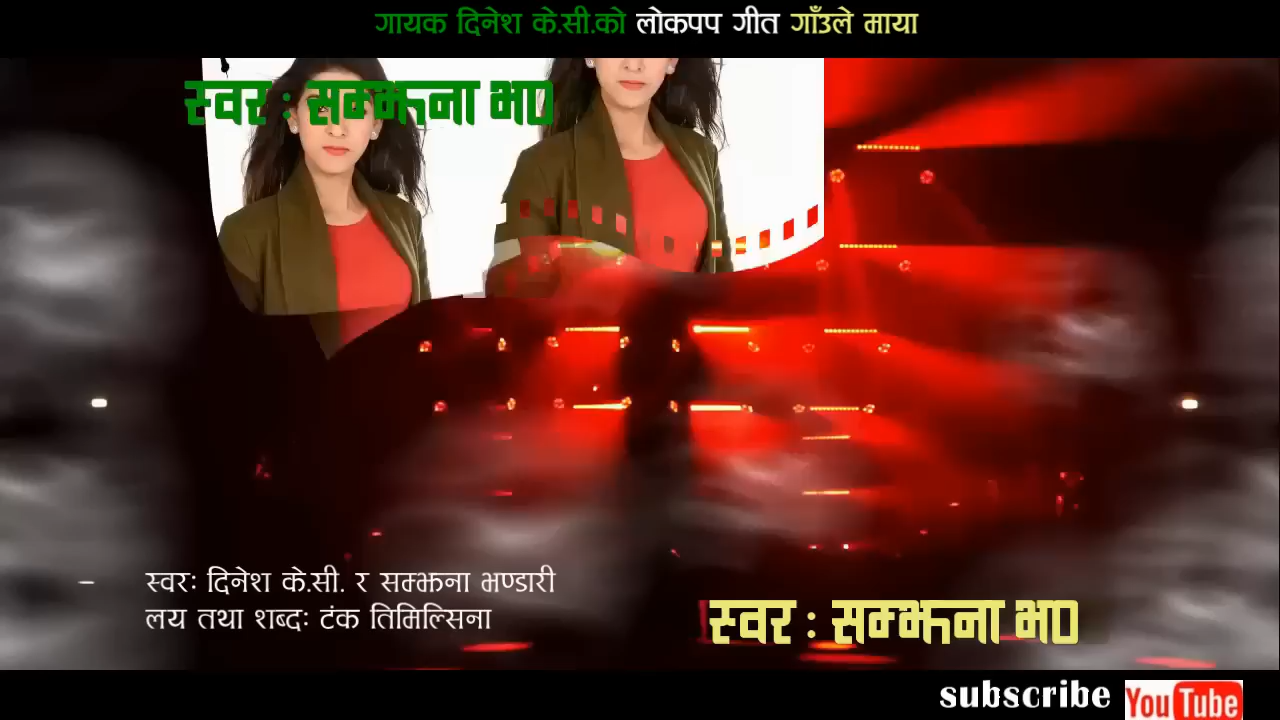 गायक दिनेश के.सी.को लोकपप गीत गाँउले माया
स्वर : सम्झना भण
स्वरः दिनेश के.सी. र सम्झना भण्डारी
लय तथा शब्दः टंक तिमिल्सिना
स्वर : सम्झना भण
subscribe YouTube